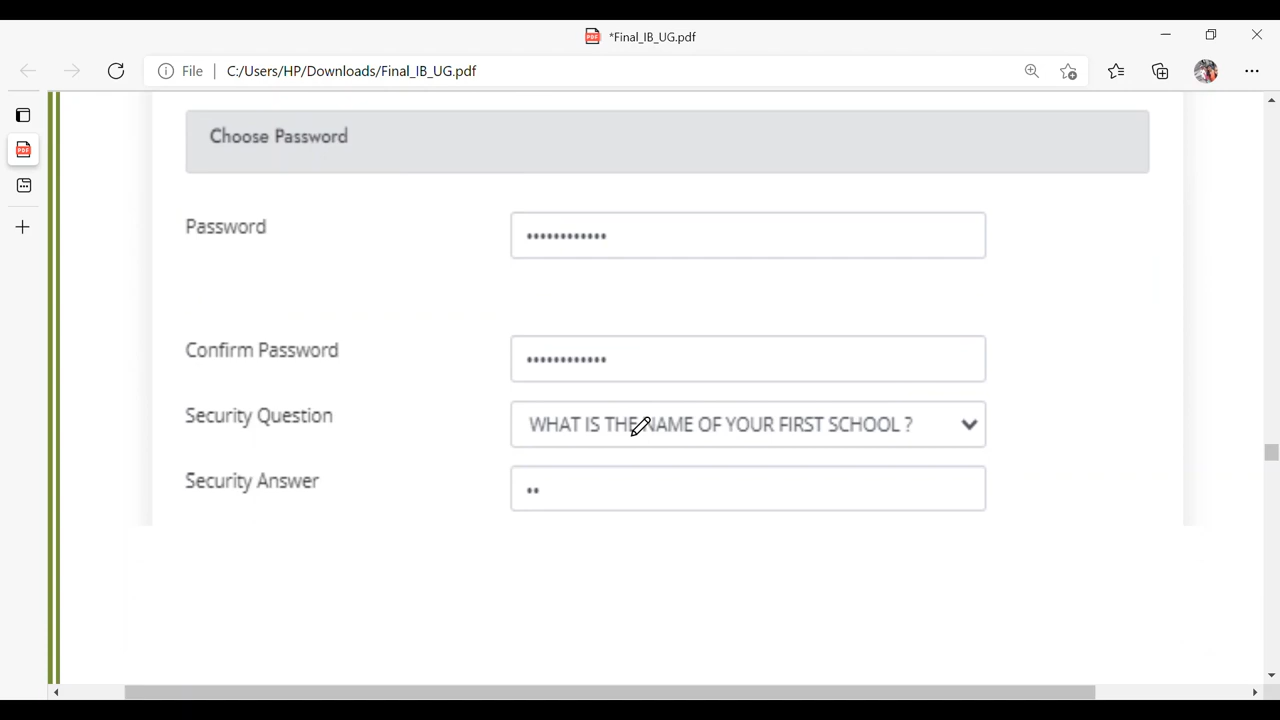 *Final_IB_UG.pdf
File | C:/Users/HP/Downloads/Final_IB_UG.pdf
Choose Password
Password ••••••••••••
Confirm Password ••••••••••••
Security Question WHAT IS THE NAME OF YOUR FIRST SCHOOL ?
Security Answer ••